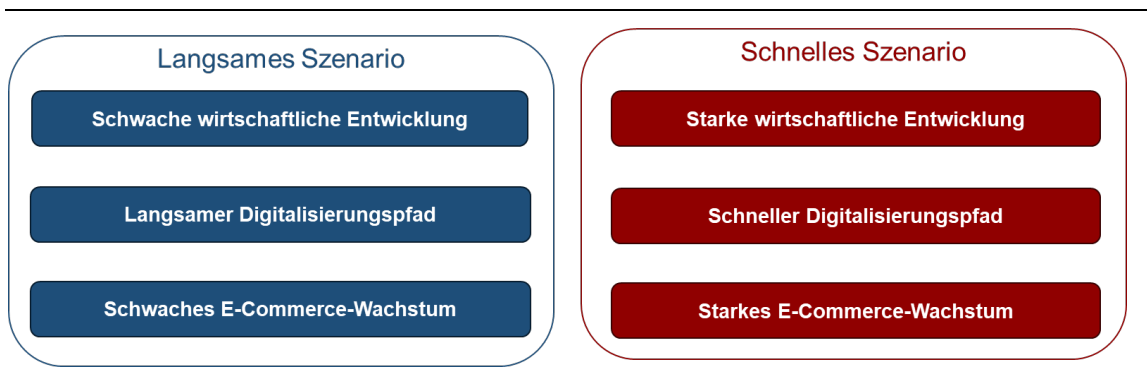 Langsames Szenario
Schwache wirtschaftliche Entwicklung
Langsamer Digitalisierungspfad
Schwaches E-Commerce-Wachstum
Schnelles Szenario
Starke wirtschaftliche Entwicklung
Schneller Digitalisierungspfad
Starkes E-Commerce-Wachstum